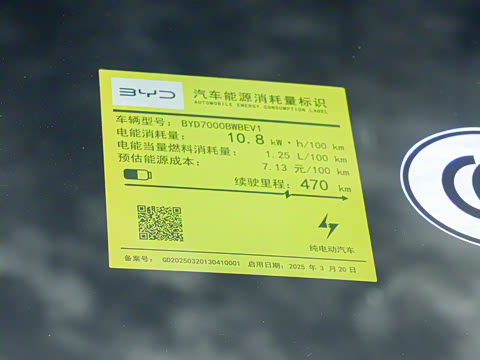 BYD
汽车能源消耗量标识
AUTOMOBILE ENERGY CONSUMPTION LABEL
车辆型号: BYD7000BWBEV1
电能消耗量: 10.8 kW·h/100 km
电能当量燃料消耗量: 1.25 L/100 km
预估能源成本: 7.13 元/100 km
续驶里程: 470 km
纯电动汽车
备案号: GD20250320130410001 启用日期: 2025 年 3 月 20 日